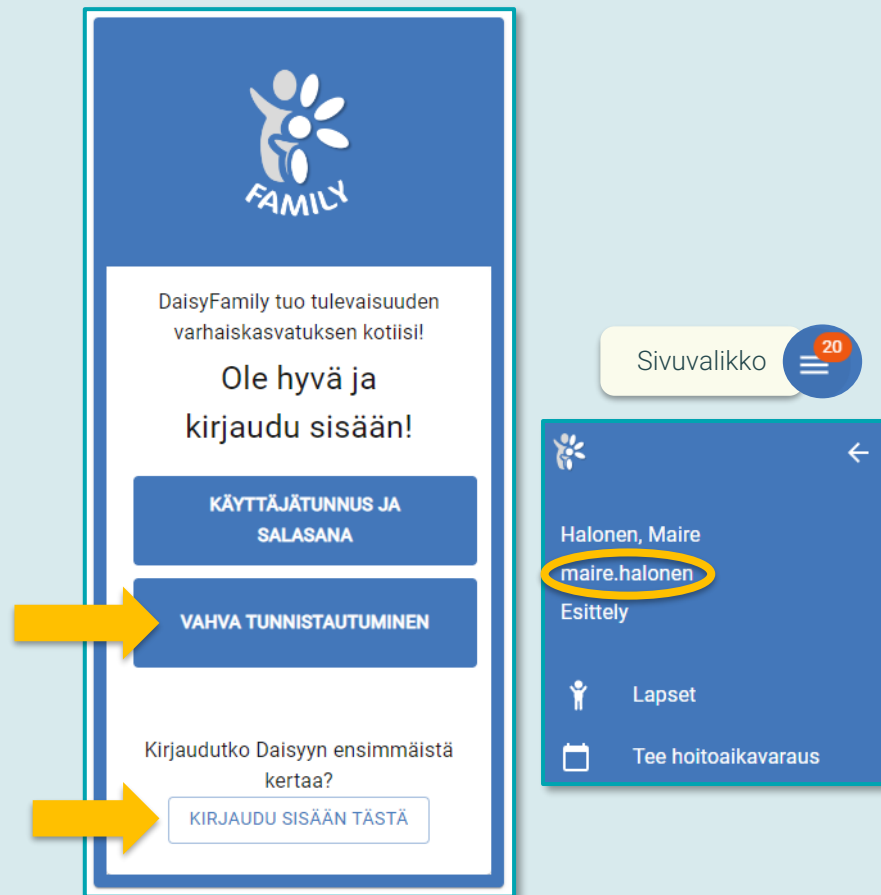 FAMILY
DaisyFamily tuo tulevaisuuden
varhaiskasvatuksen kotiisi!
Ole hyvä ja
kirjaudu sisään!
KÄYTTÄJÄTUNNUS JA
SALASANA
VAHVA TUNNISTAUTUMINEN
Kirjaudutko Daisyyn ensimmäistä
kertaa?
KIRJAUDU SISÄÄN TÄSTÄ
Sivuvalikko
20
Halonen, Maire
maire.halonen
Esittely
Lapset
Tee hoitoaikavaraus